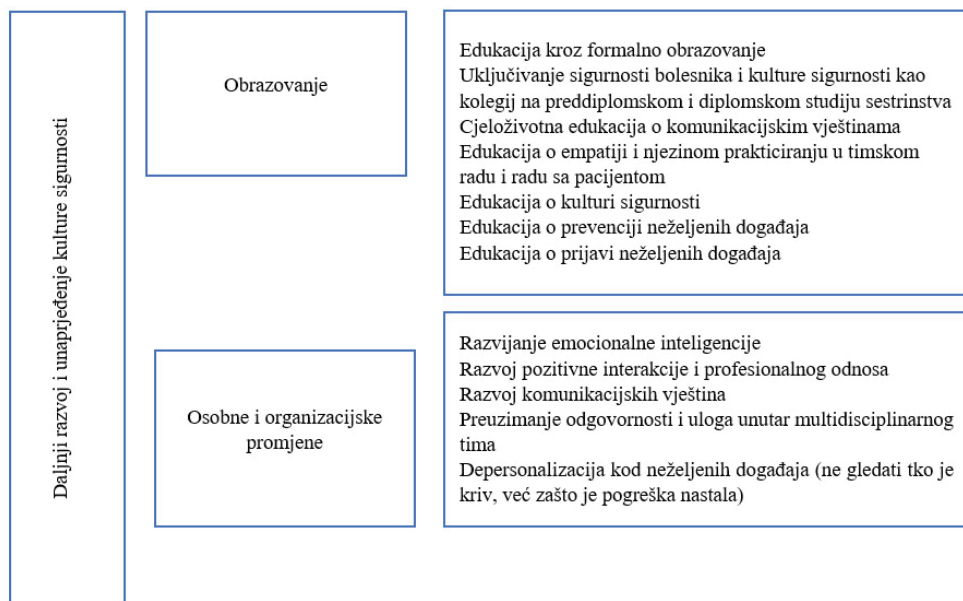 Daljnji razvoj i unaprjeđenje kulture sigurnosti
Obrazovanje
Edukacija kroz formalno obrazovanje
Uključivanje sigurnosti bolesnika i kulture sigurnosti kao
kolegij na preddiplomskom i diplomskom studiju sestrinstva
Cjeloživotna edukacija o komunikacijskim vještinama
Edukacija o empatiji i njezinom prakticiranju u timskom
radu i radu sa pacijentom
Edukacija o kulturi sigurnosti
Edukacija o prevenciji neželjenih događaja
Edukacija o prijavi neželjenih događaja
Osobne i organizacijske
promjene
Razvijanje emocionalne inteligencije
Razvoj pozitivne interakcije i profesionalnog odnosa
Razvoj komunikacijskih vještina
Preuzimanje odgovornosti i uloga unutar multidisciplinarnog
tima
Depersonalizacija kod neželjenih događaja (ne gledati tko je
kriv, već zašto je pogreška nastala)